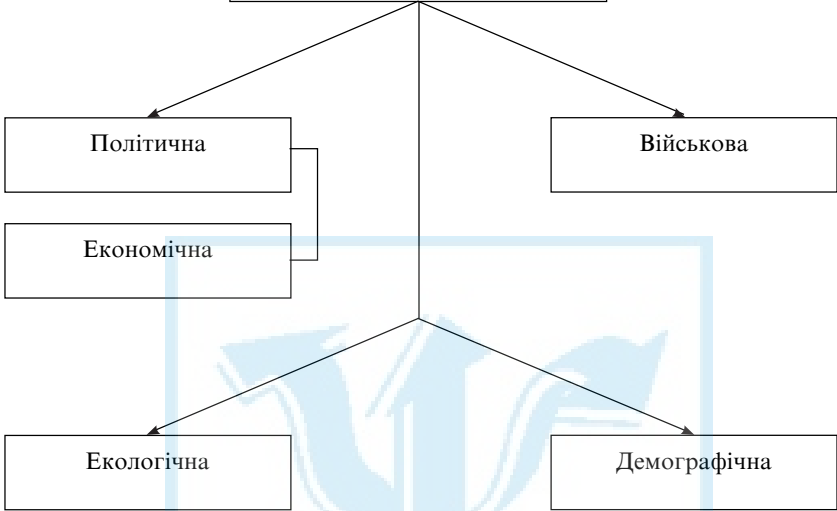 Політична
Військова
Економічна
Екологічна
Демографічна